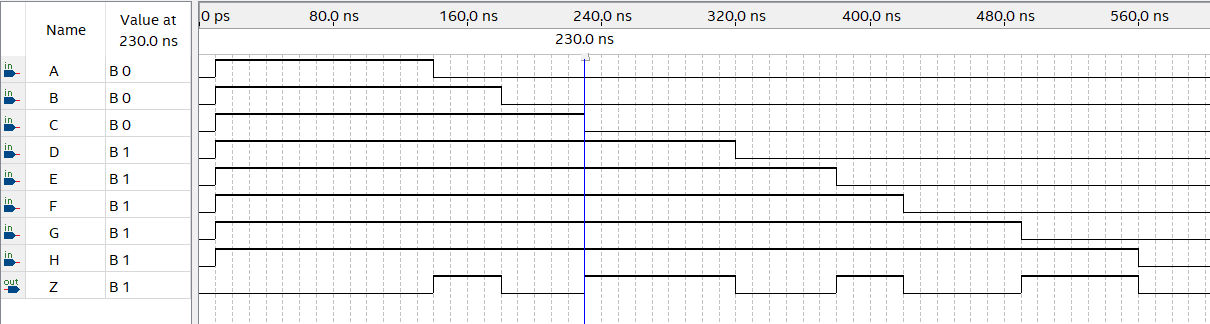 Name
Value at
230.0 ns
0 ps 80.0 ns 160.0 ns 240.0 ns 320.0 ns 400.0 ns 480.0 ns 560.0 ns
230.0 ns
in A B 0
in B B 0
in C B 0
in D B 1
in E B 1
in F B 1
in G B 1
in H B 1
out Z B 1